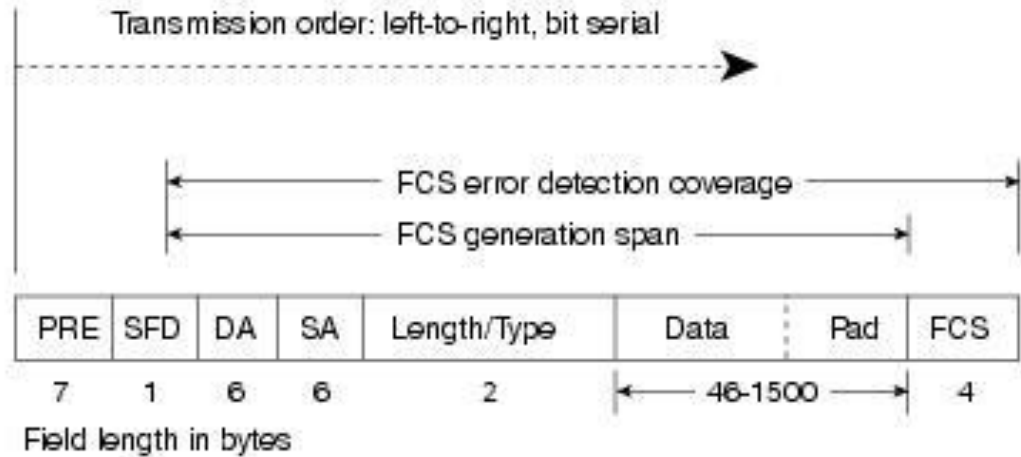 Transmission order: left-to-right, bit serial
FCS error detection coverage
FCS generation span
PRE SFD DA SA Length/Type Data Pad FCS
7 1 6 6 2 46-1500 4
Field length in bytes